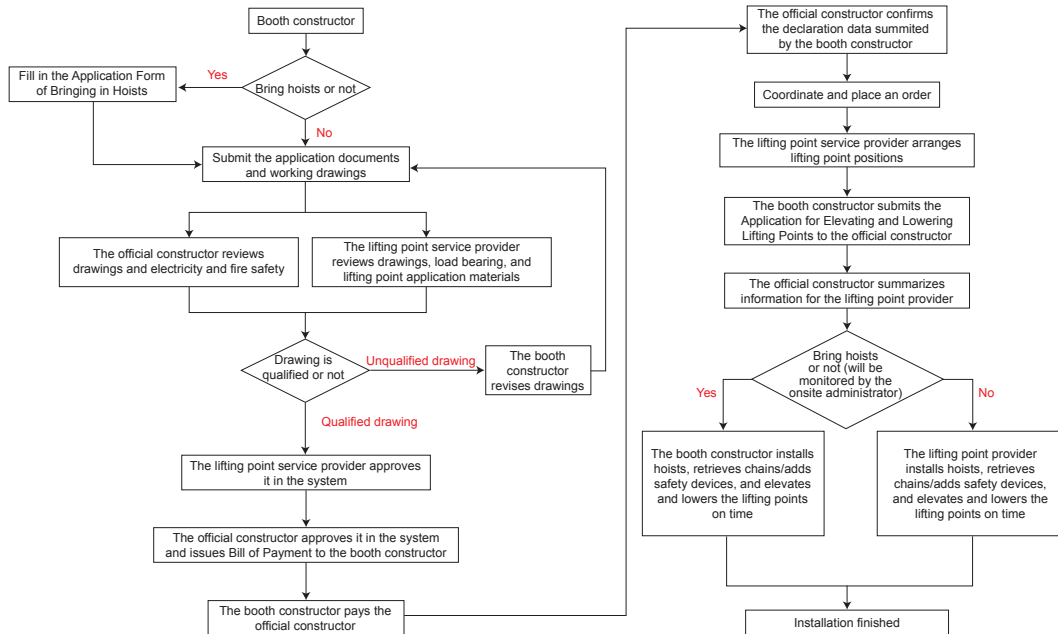 Booth constructor
Bring hoists or not
Yes
Fill in the Application Form
of Bringing in Hoists
No
Submit the application documents
and working drawings
The official constructor reviews
drawings and electricity and fire safety
The lifting point service provider
reviews drawings, load bearing, and
lifting point application materials
Drawing is
qualified or not
Unqualified drawing
The booth
constructor
revises drawings
Qualified drawing
The lifting point service provider approves
it in the system
The official constructor approves it in the system
and issues Bill of Payment to the booth constructor
The booth constructor pays the
official constructor
The official constructor confirms
the declaration data summited
by the booth constructor
Coordinate and place an order
The lifting point service provider arranges
lifting point positions
The booth constructor submits the
Application for Elevating and Lowering
Lifting Points to the official constructor
The official constructor summarizes
information for the lifting point provider
Bring hoists
or not (will be
monitored by the
onsite administrator)
Yes
No
The booth constructor installs
hoists, retrieves chains/adds
safety devices, and elevates
and lowers the lifting points
on time
The lifting point provider
installs hoists, retrieves
chains/adds safety devices,
and elevates and lowers the
lifting points on time
Installation finished